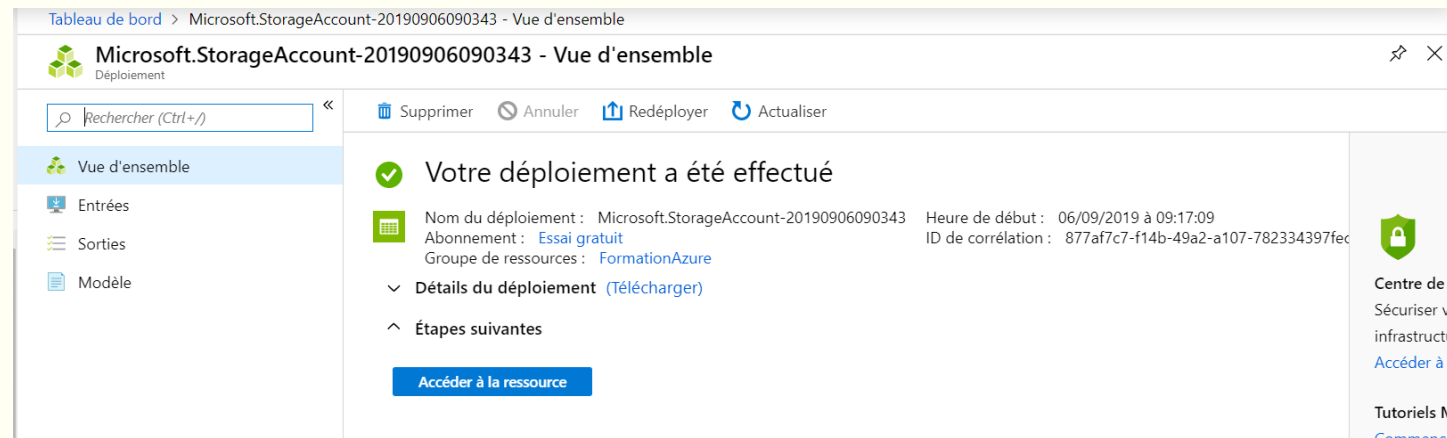 Tableau de bord > Microsoft.StorageAccount-20190906090343 - Vue d'ensemble
Microsoft.StorageAccount-20190906090343 - Vue d'ensemble
Déploiement
Rechercher (Ctrl+/)
«
Supprimer Annuler Redéployer Actualiser
Vue d'ensemble
Entrées
Sorties
Modèle
Votre déploiement a été effectué
Nom du déploiement : Microsoft.StorageAccount-20190906090343 Heure de début : 06/09/2019 à 09:17:09
Abonnement : Essai gratuit ID de corrélation : 877af7c7-f14b-49a2-a107-782334397fec
Groupe de ressources : FormationAzure
Détails du déploiement (Télécharger)
Étapes suivantes
Accéder à la ressource
Centre de
Sécuriser
infrastruct
Accéder à
Tutoriels